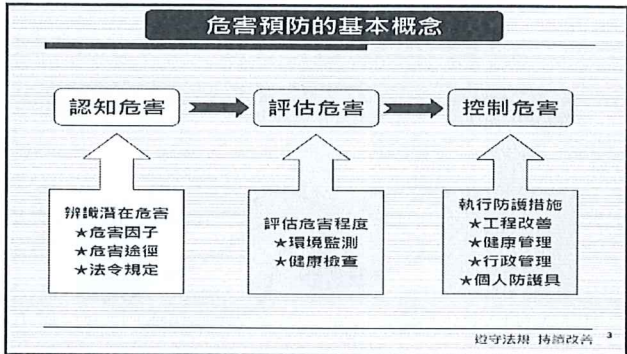 危害預防的基本概念
認知危害
評估危害
控制危害
辨識潛在危害
★危害因子
★危害途徑
★法令規定
評估危害程度
★環境監測
★健康檢查
執行防護措施
★工程改善
★健康管理
★行政管理
★個人防護具
遵守法規 持續改善 3